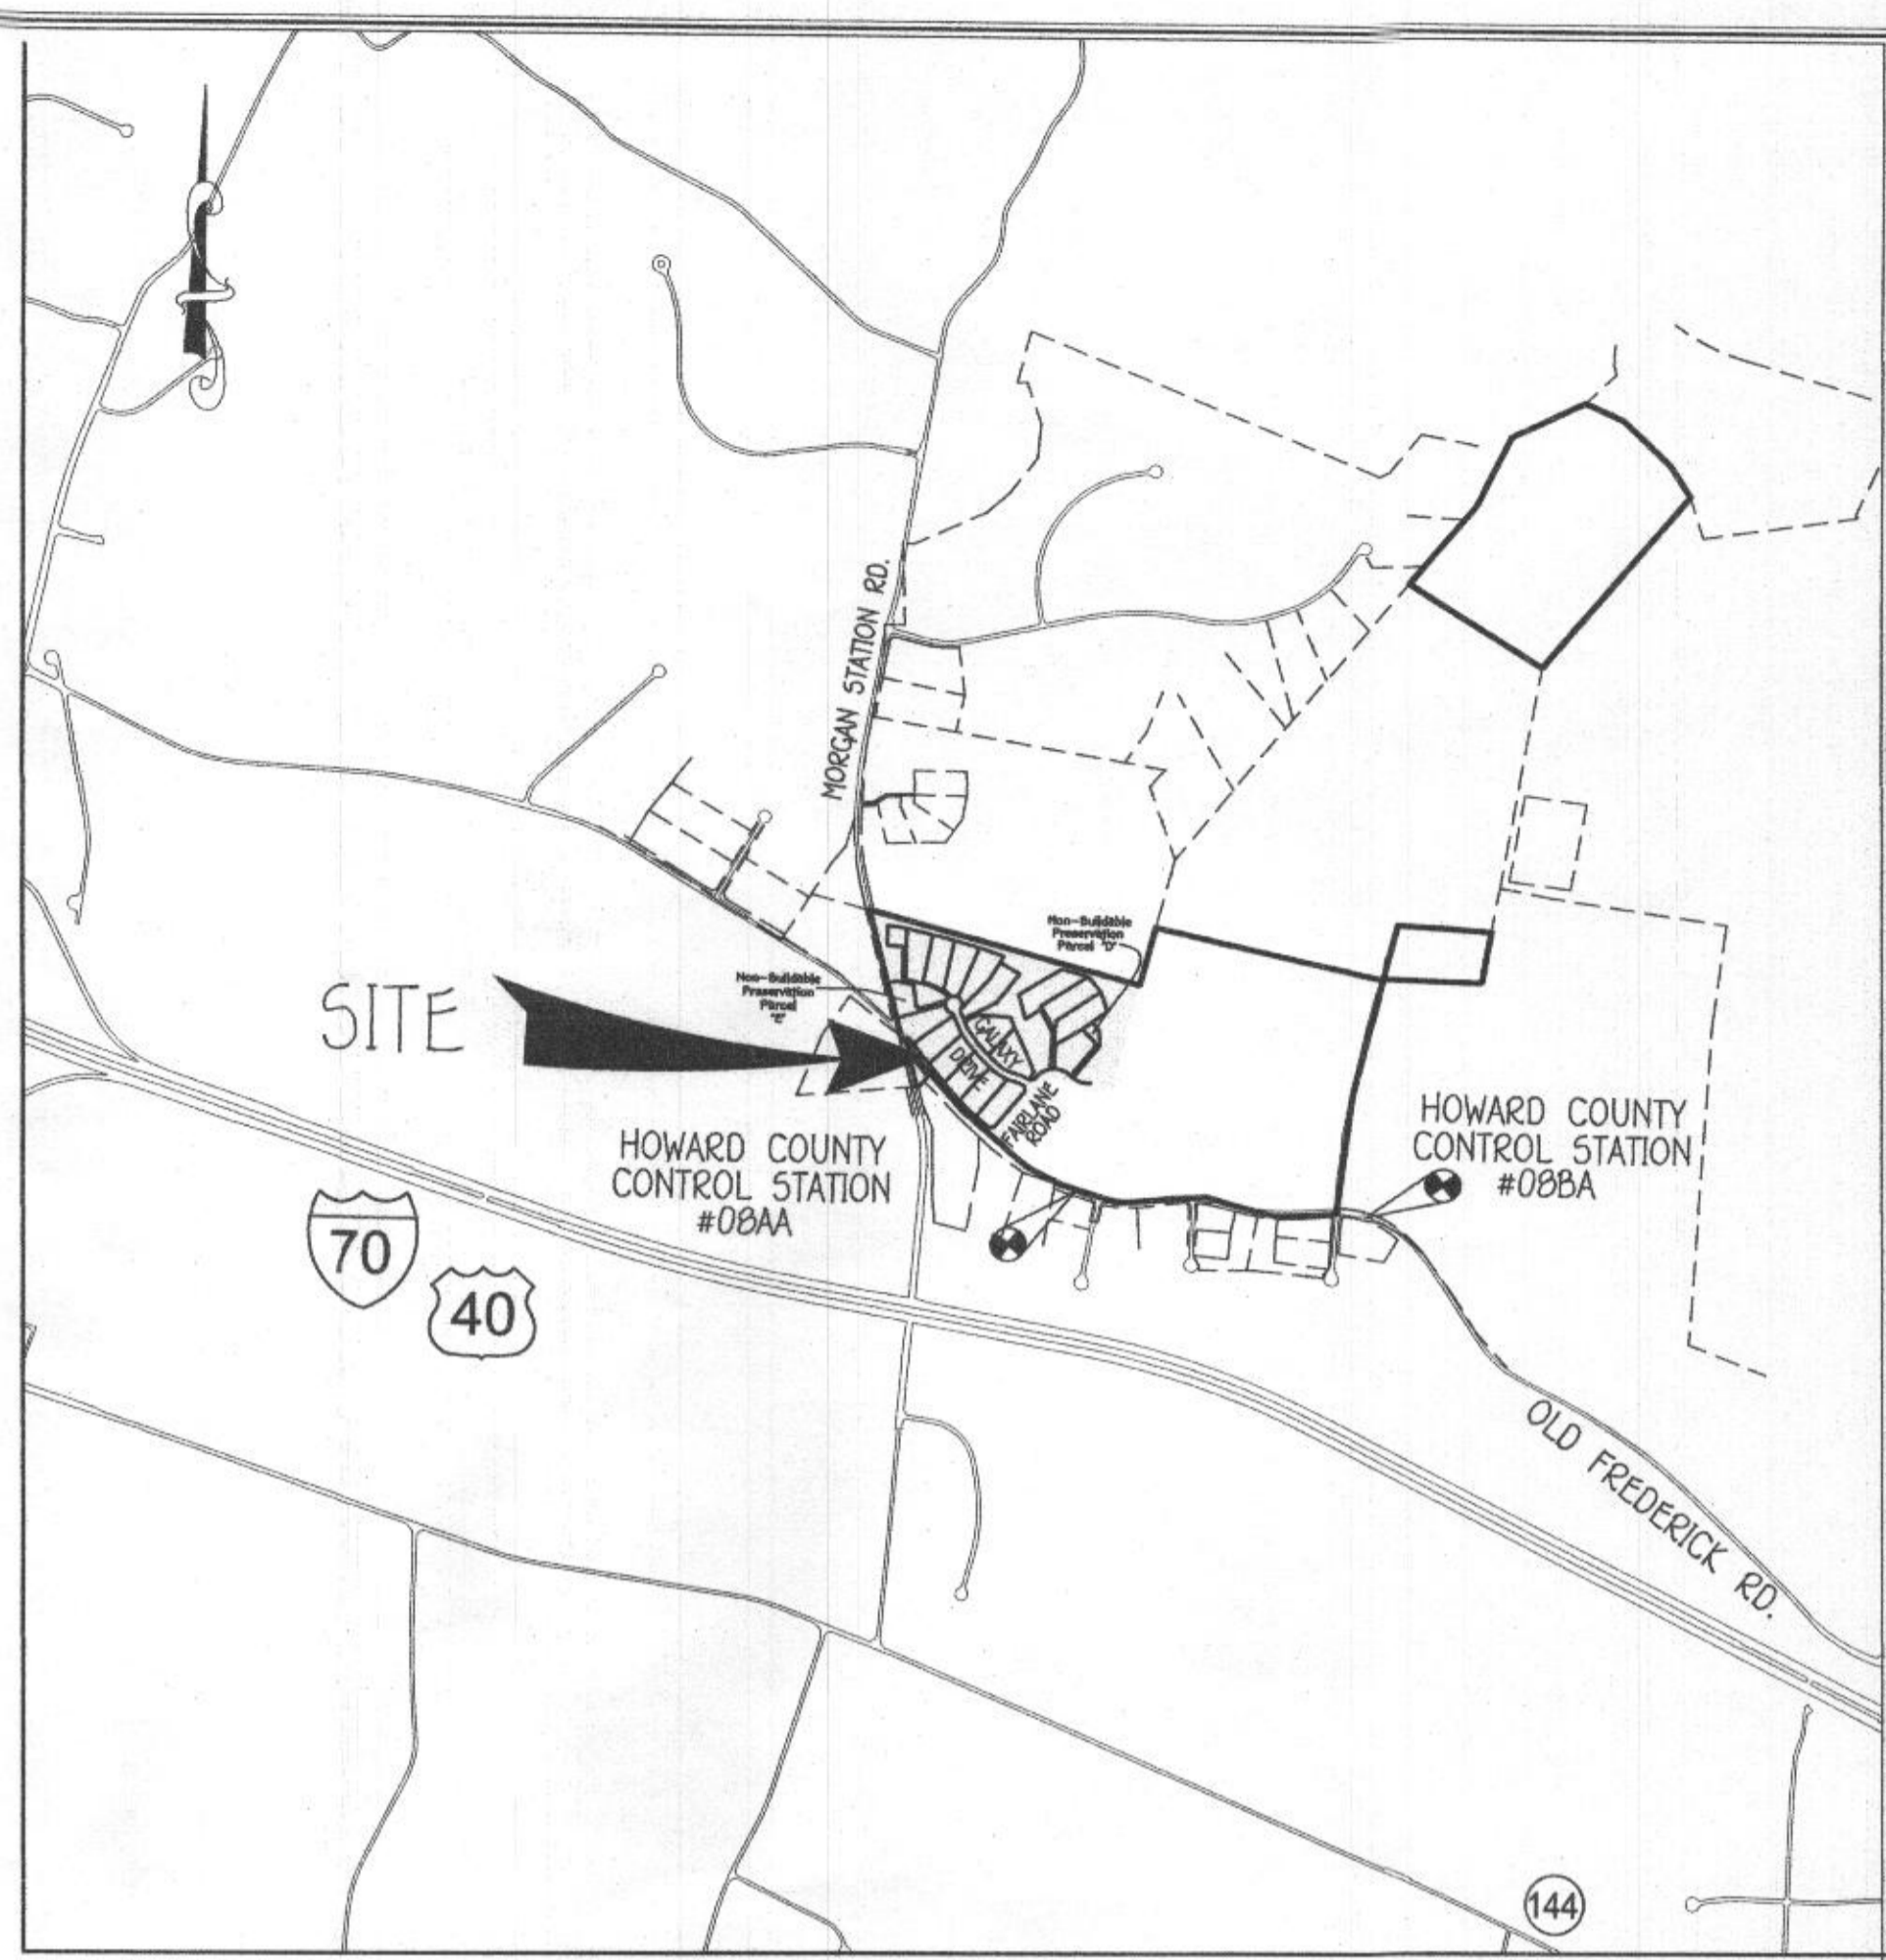 MORGAN STATION RD.
Non-Buildable
Preservation
Parcel "D"
Non-Buildable
Preservation
Parcel
"E"
SITE
GALAXY
DRIVE
FAIRLANE
ROAD
HOWARD COUNTY
CONTROL STATION
#08AA
HOWARD COUNTY
CONTROL STATION
#08BA
70
40
OLD FREDERICK RD.
144